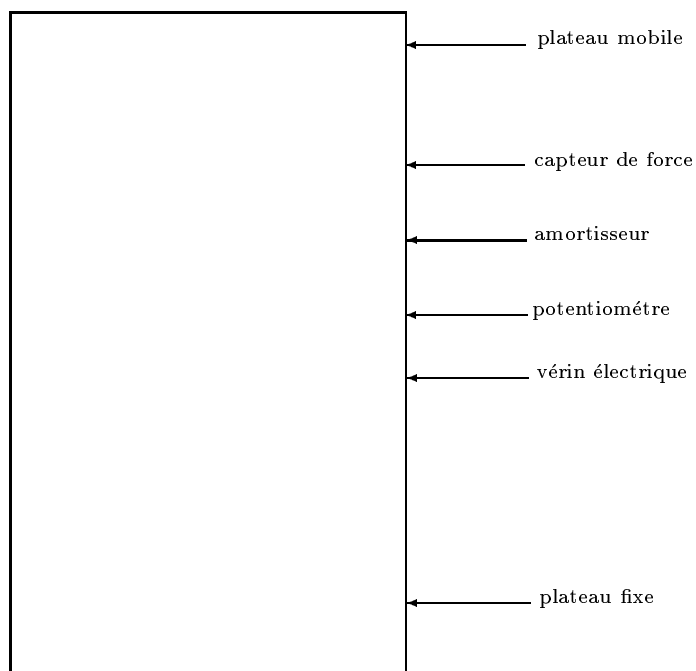 plateau mobile
capteur de force
amortisseur
potentiométre
vérin électrique
plateau fixe